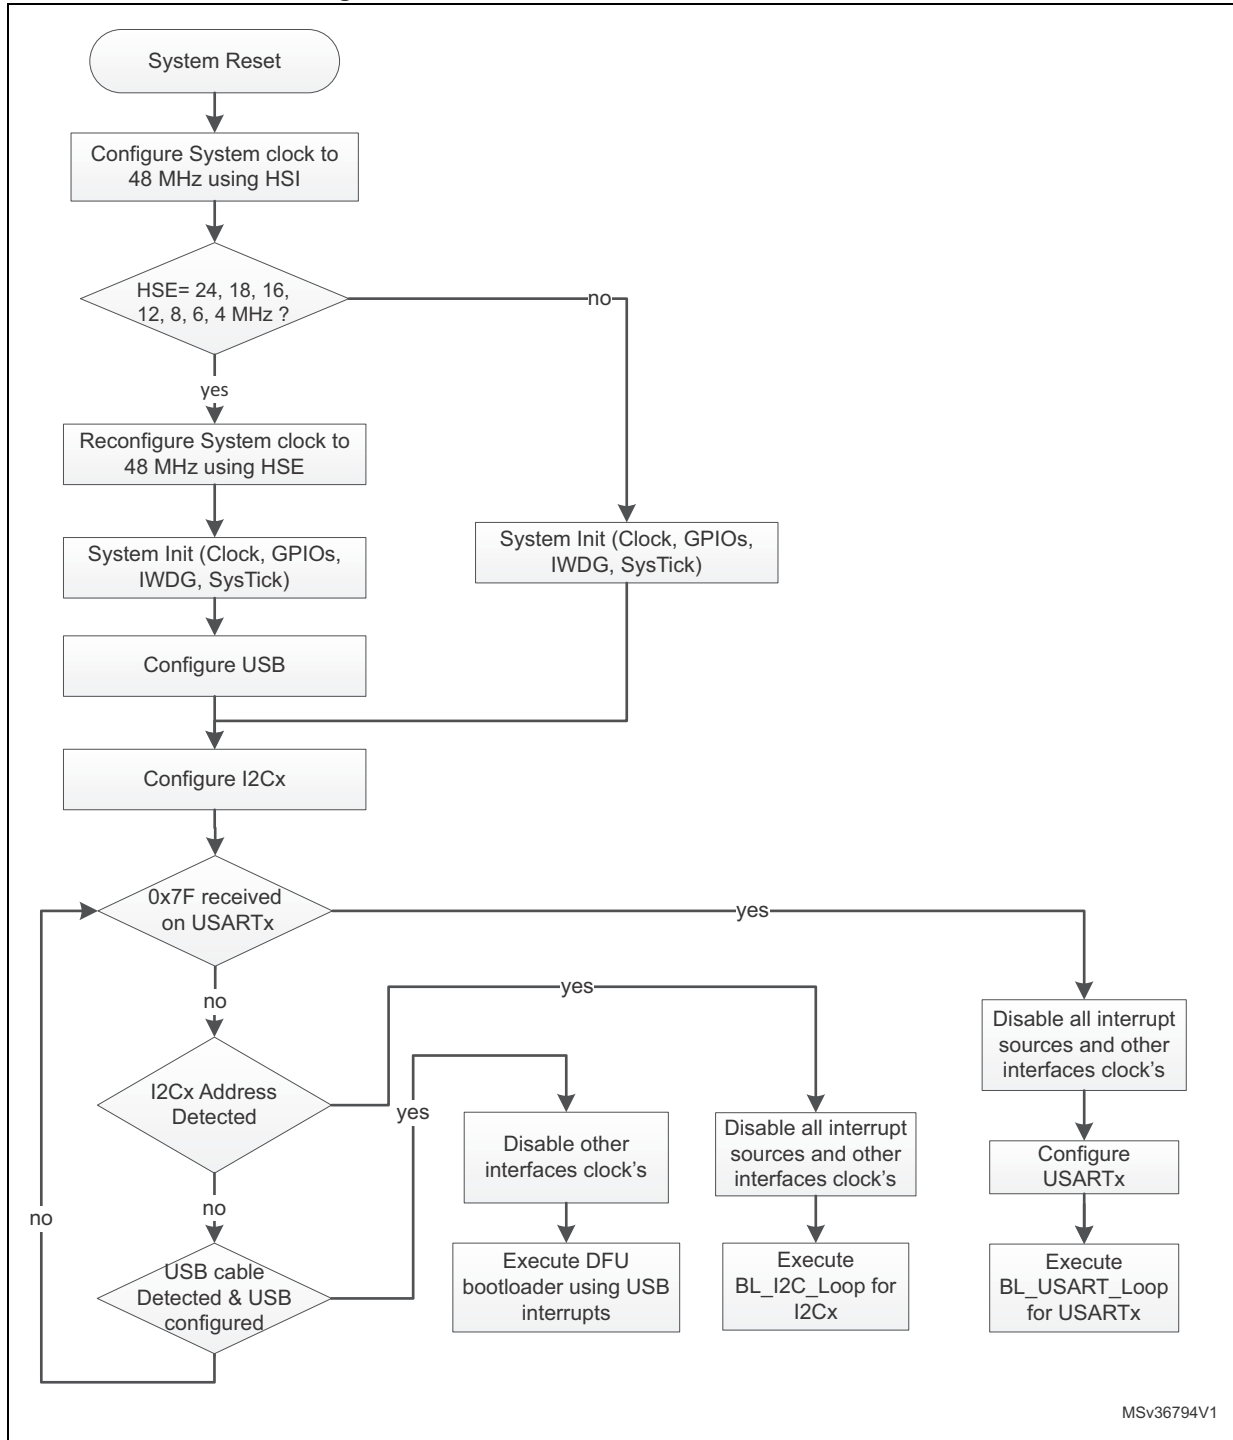 System Reset
Configure System clock to
48 MHz using HSI
HSE= 24, 18, 16,
12, 8, 6, 4 MHz ?
no
yes
Reconfigure System clock to
48 MHz using HSE
System Init (Clock, GPIOs,
IWDG, SysTick)
System Init (Clock, GPIOs,
IWDG, SysTick)
Configure USB
Configure I2Cx
0x7F received
on USARTx
yes
no
yes
Disable all interrupt
sources and other
interfaces clock's
I2Cx Address
Detected
yes
Disable other
interfaces clock's
Disable all interrupt
sources and other
interfaces clock's
Configure
USARTx
no
no
USB cable
Detected & USB
configured
Execute DFU
bootloader using USB
interrupts
Execute
BL_I2C_Loop for
I2Cx
Execute
BL_USART_Loop
for USARTx
MSv36794V1